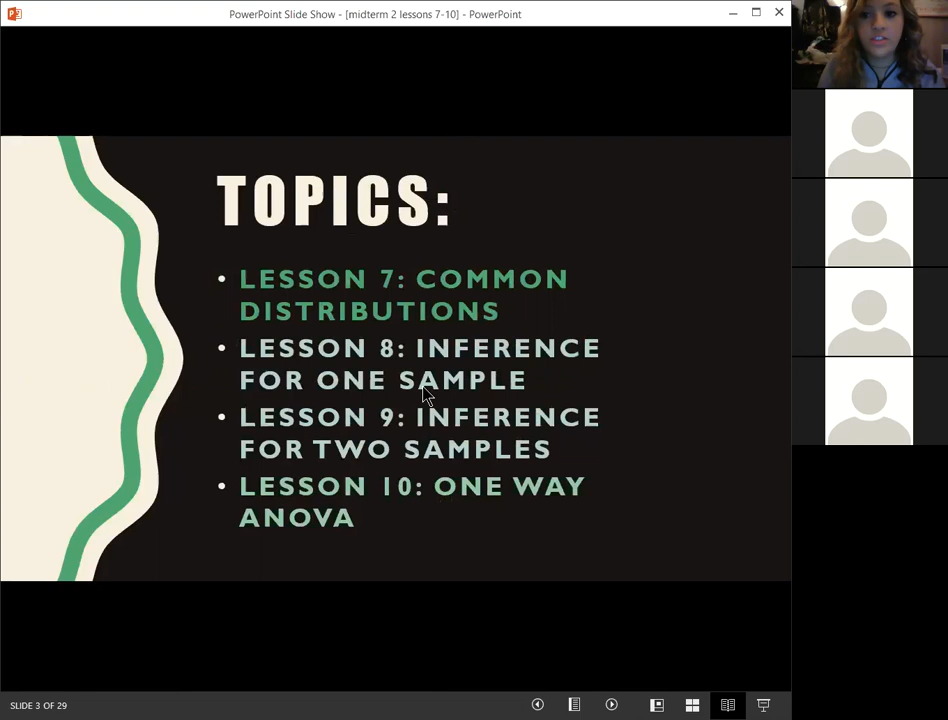 PowerPoint Slide Show - [midterm 2 lessons 7-10] - PowerPoint
TOPICS:
• LESSON 7: COMMON
DISTRIBUTIONS
• LESSON 8: INFERENCE
FOR ONE SAMPLE
• LESSON 9: INFERENCE
FOR TWO SAMPLES
• LESSON 10: ONE WAY
ANOVA
SLIDE 3 OF 29